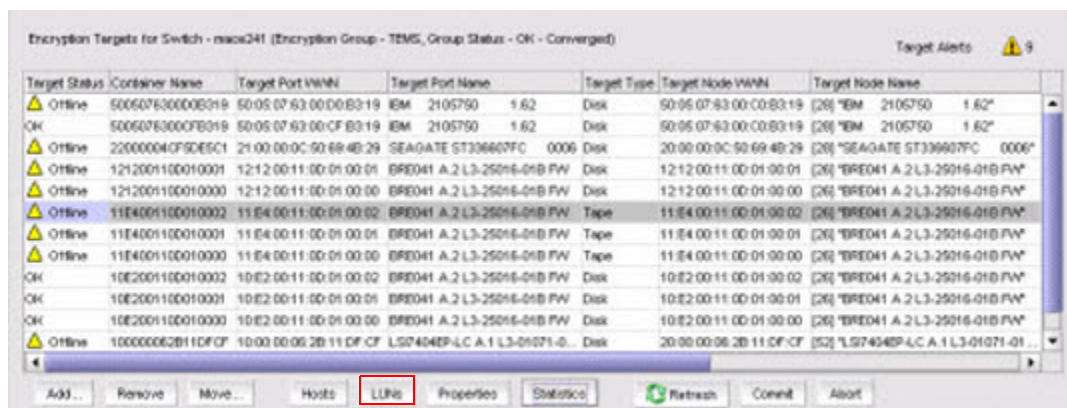 Encryption Targets for Switch - mace241 (Encryption Group - TEMS, Group Status - OK - Converged)
Target Alerts 9
Target Status Container Name Target Port WWN Target Port Name Target Type Target Node WWN Target Node Name
Offline 5005076300D0B319 50:05:07:63:00:D0:B3:19 IBM 2105750 1.62 Disk 50:05:07:63:00:C0:B3:19 [28] "IBM 2105750 1.62"
OK 5005076300CFB319 50:05:07:63:00:CF:B3:19 IBM 2105750 1.62 Disk 50:05:07:63:00:C0:B3:19 [28] "IBM 2105750 1.62"
Offline 22000004CF5DE5C1 21:00:00:0C:50:69:4B:29 SEAGATE ST336607FC 0006 Disk 20:00:00:0C:50:69:4B:29 [28] "SEAGATE ST336607FC 0006"
Offline 121200110D010001 12:12:00:11:0D:01:00:01 BRE041 A.2 L3-25016-01B FW Disk 12:12:00:11:0D:01:00:01 [26] "BRE041 A.2 L3-25016-01B FW"
Offline 121200110D010000 12:12:00:11:0D:01:00:00 BRE041 A.2 L3-25016-01B FW Disk 12:12:00:11:0D:01:00:00 [26] "BRE041 A.2 L3-25016-01B FW"
Offline 11E400110D010002 11:E4:00:11:0D:01:00:02 BRE041 A.2 L3-25016-01B FW Tape 11:E4:00:11:0D:01:00:02 [26] "BRE041 A.2 L3-25016-01B FW"
Offline 11E400110D010001 11:E4:00:11:0D:01:00:01 BRE041 A.2 L3-25016-01B FW Tape 11:E4:00:11:0D:01:00:01 [26] "BRE041 A.2 L3-25016-01B FW"
Offline 11E400110D010000 11:E4:00:11:0D:01:00:00 BRE041 A.2 L3-25016-01B FW Tape 11:E4:00:11:0D:01:00:00 [26] "BRE041 A.2 L3-25016-01B FW"
OK 10E200110D010002 10:E2:00:11:0D:01:00:02 BRE041 A.2 L3-25016-01B FW Disk 10:E2:00:11:0D:01:00:02 [26] "BRE041 A.2 L3-25016-01B FW"
OK 10E200110D010001 10:E2:00:11:0D:01:00:01 BRE041 A.2 L3-25016-01B FW Disk 10:E2:00:11:0D:01:00:01 [26] "BRE041 A.2 L3-25016-01B FW"
OK 10E200110D010000 10:E2:00:11:0D:01:00:00 BRE041 A.2 L3-25016-01B FW Disk 10:E2:00:11:0D:01:00:00 [26] "BRE041 A.2 L3-25016-01B FW"
Offline 100000062B11DFCF 10:00:00:06:2B:11:DF:CF LSI7404EP-LC A.1 L3-01071-0... Disk 20:00:00:06:2B:11:DF:CF [52] "LSI7404EP-LC A.1 L3-01071-01 ...
Add... Remove Move... Hosts LUNs Properties Statistics Refresh Commit Abort